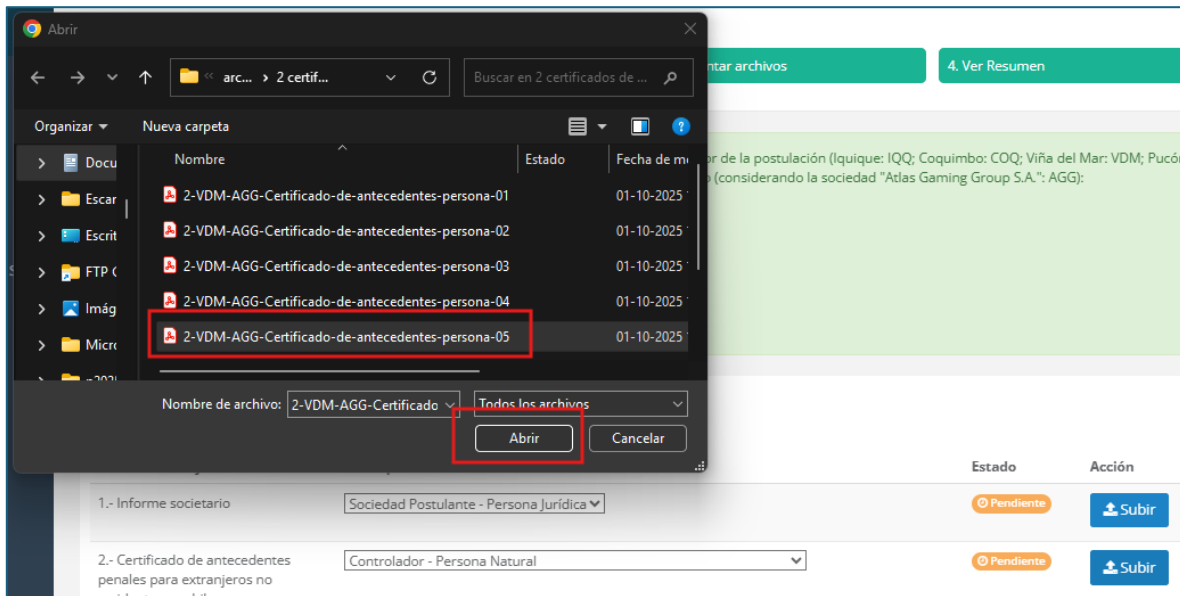 Abrir
arc... > 2 certif...
Buscar en 2 certificados de ...
Organizar
Nueva carpeta
Nombre
Estado
Fecha de
Docu
Escar
Escrit
FTP
Imág
Micro
2-VDM-AGG-Certificado-de-antecedentes-persona-01 01-10-2025
2-VDM-AGG-Certificado-de-antecedentes-persona-02 01-10-2025
2-VDM-AGG-Certificado-de-antecedentes-persona-03 01-10-2025
2-VDM-AGG-Certificado-de-antecedentes-persona-04 01-10-2025
2-VDM-AGG-Certificado-de-antecedentes-persona-05 01-10-2025
Nombre de archivo: 2-VDM-AGG-Certificado
Todos los archivos
Abrir
Cancelar
ntar archivos
4. Ver Resumen
or de la postulación (Iquique: IQQ; Coquimbo: COQ; Viña del Mar: VDM; Pucón
(considerando la sociedad "Atlas Gaming Group S.A.": AGG):
Estado
Acción
1.- Informe societario
Sociedad Postulante - Persona Jurídica
Pendiente
Subir
2.- Certificado de antecedentes
penales para extranjeros no
Controlador - Persona Natural
Pendiente
Subir